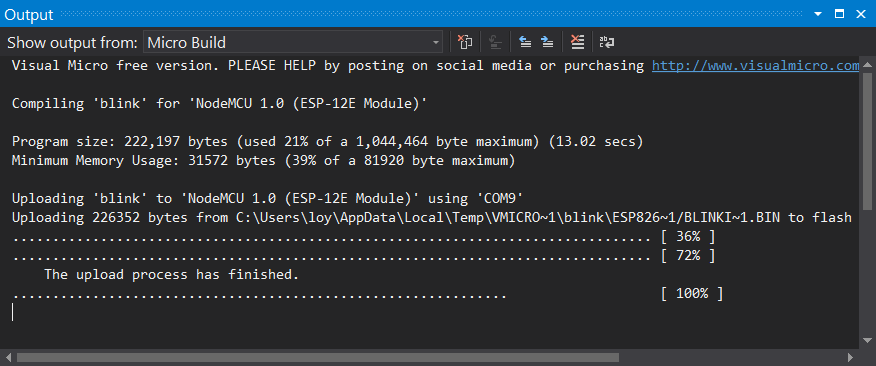 Output
Show output from: Micro Build
Visual Micro free version. PLEASE HELP by posting on social media or purchasing http://www.visualmicro.com
Compiling 'blink' for 'NodeMCU 1.0 (ESP-12E Module)'
Program size: 222,197 bytes (used 21% of a 1,044,464 byte maximum) (13.02 secs)
Minimum Memory Usage: 31572 bytes (39% of a 81920 byte maximum)
Uploading 'blink' to 'NodeMCU 1.0 (ESP-12E Module)' using 'COM9'
Uploading 226352 bytes from C:\Users\loy\AppData\Local\Temp\VMICRO~1\blink\ESP826~1/BLINKI~1.BIN to flash
................................................................................ [ 36% ]
................................................................................ [ 72% ]
The upload process has finished.
.............................................................. [ 100% ]